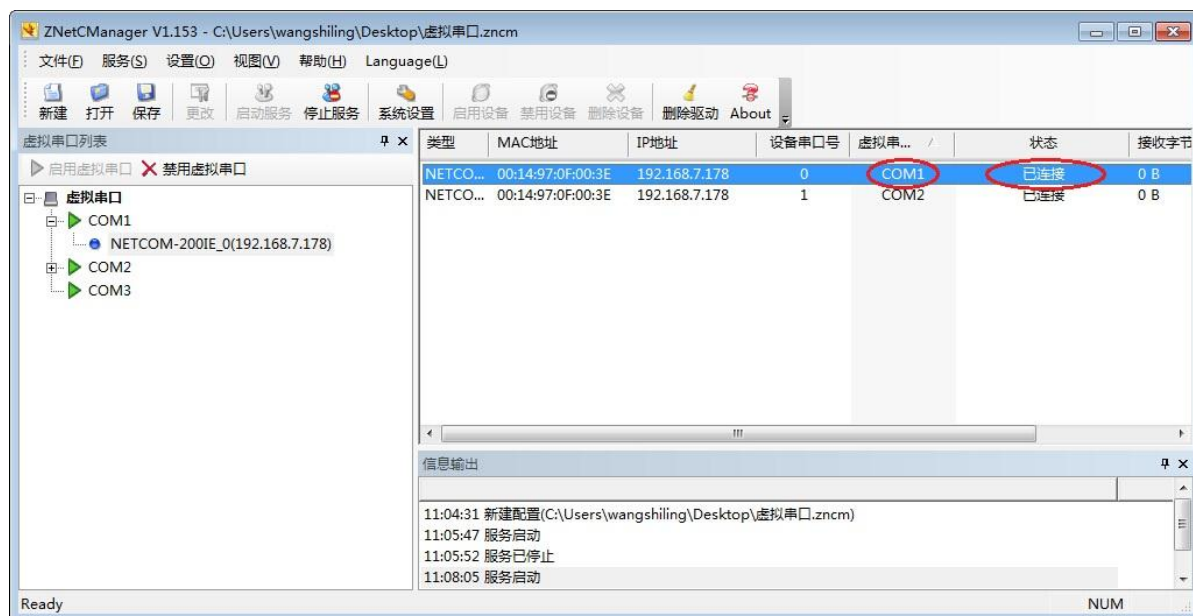 ZNetCManager V1.153 - C:\Users\wangshiling\Desktop\虚拟串口.zncm
文件(F) 服务(S) 设置(O) 视图(V) 帮助(H) Language(L)
新建 打开 保存 更改 启动服务 停止服务 系统设置 启用设备 禁用设备 删除设备 删除驱动 About
虚拟串口列表
启用虚拟串口 禁用虚拟串口
虚拟串口
COM1
NETCOM-200IE_0(192.168.7.178)
COM2
COM3
类型 MAC地址 IP地址 设备串口号 虚拟串... 状态 接收字节
NETCO... 00:14:97:0F:00:3E 192.168.7.178 0 COM1 已连接 0 B
NETCO... 00:14:97:0F:00:3E 192.168.7.178 1 COM2 已连接 0 B
信息输出
11:04:31 新建配置(C:\Users\wangshiling\Desktop\虚拟串口.zncm)
11:05:47 服务启动
11:05:52 服务已停止
11:08:05 服务启动
Ready NUM